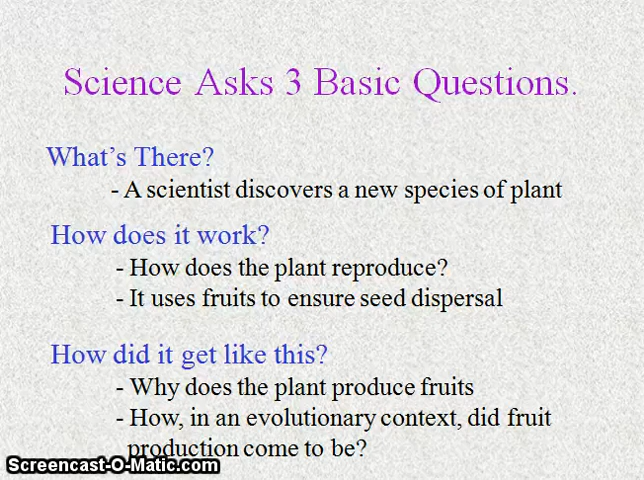 Science Asks 3 Basic Questions.
What's There?
- A scientist discovers a new species of plant
How does it work?
- How does the plant reproduce?
- It uses fruits to ensure seed dispersal
How did it get like this?
- Why does the plant produce fruits
- How, in an evolutionary context, did fruit
production come to be?
Screencast-O-Matic.com